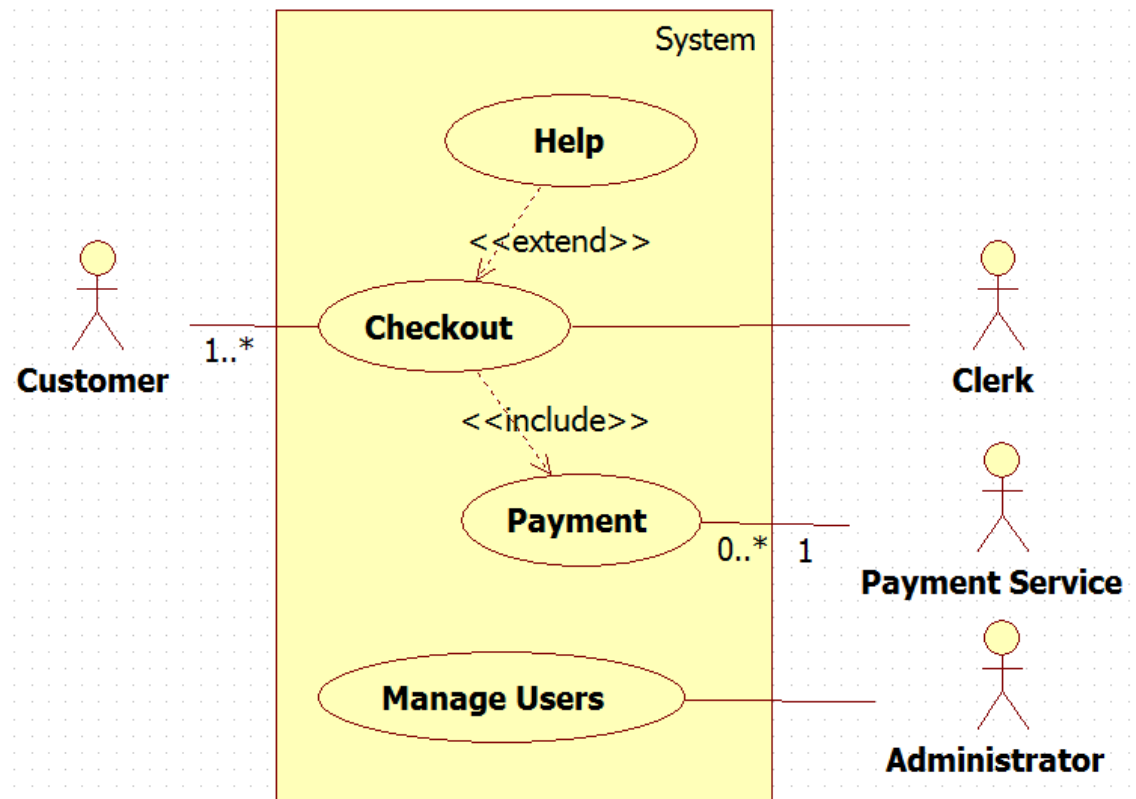 System
Help
<<extend>>
Checkout
1..*
Customer
Clerk
<<include>>
Payment
0..*
1
Payment Service
Manage Users
Administrator